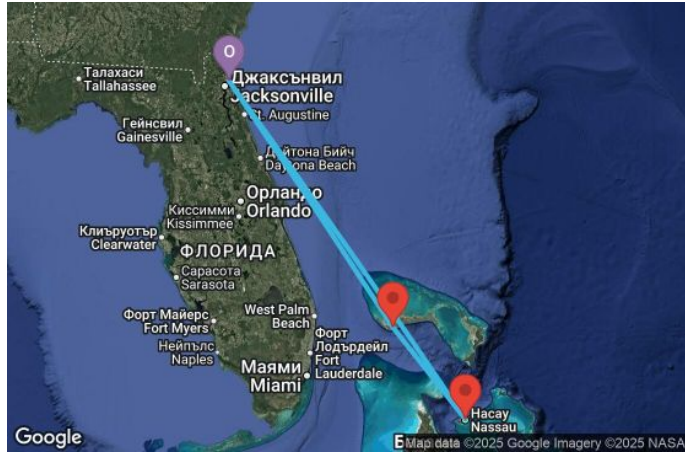 O
Талахаси
Tallahassee
Джаксънвил
Jacksonville
St. Augustine
Гейнсвил
Gainesville
Дейтона Бийч
Daytona Beach
Орландо
Orlando
Киссимми
Kissimmee
Клиъруотър
Clearwater
ФЛОРИДА
Сарасота
Sarasota
Форт Майерс
Fort Myers
West Palm
Beach
Нейпълс
Naples
Форт
Лодърдейл
Fort
Lauderdale
Маями
Miami
Насау
Nassau
Google
Map data ©2025 Google Imagery ©2025 NASA